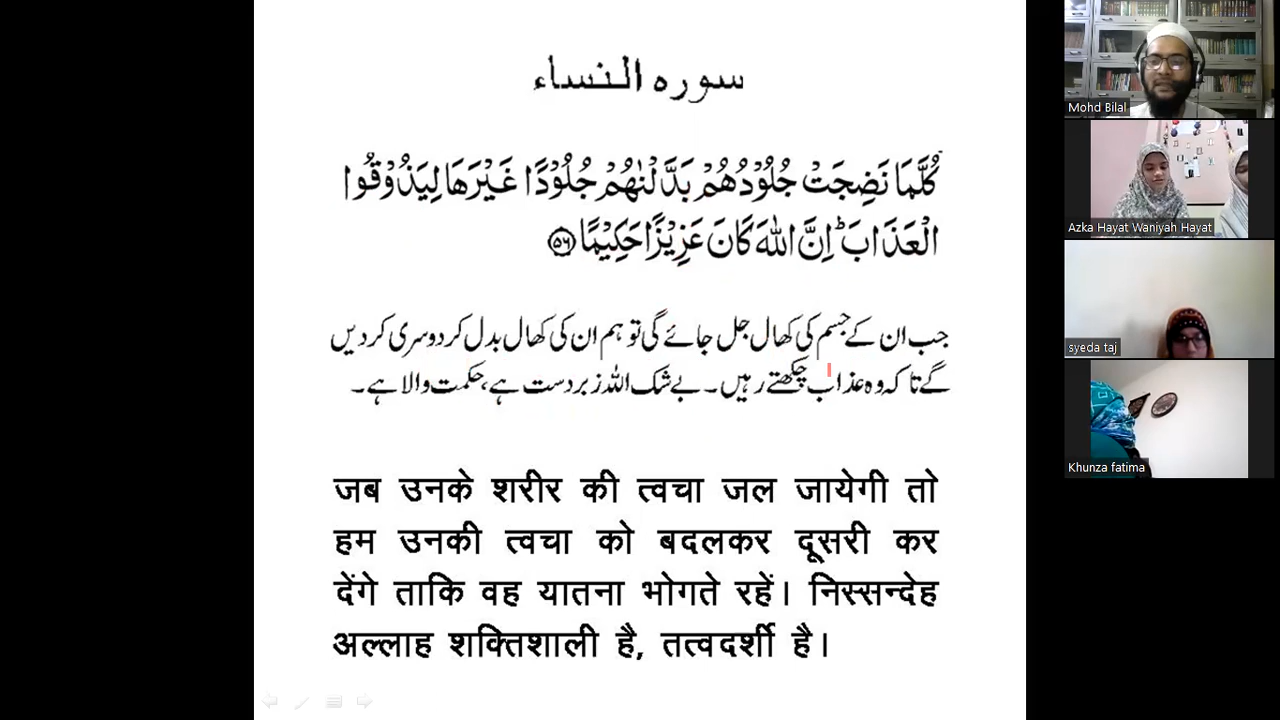 سورہ النساء
كُلَّمَا نَضِجَتْ جُلُوْدُهُمْ بَدَّلْنٰهُمْ جُلُوْدًا غَيْرَهَا لِيَذُوْقُوا
الْعَذَابَ ؕ اِنَّ اللّٰهَ كَانَ عَزِيْزًا حَكِيْمًا ۝۵۶
جب ان کے جسم کی کھال جل جائے گی تو ہم ان کی کھال بدل کر دوسری کر دیں
گے تاکہ وہ عذاب چکھتے رہیں۔ بے شک اللہ زبردست ہے، حکمت والا ہے۔
जब उनके शरीर की त्वचा जल जायेगी तो
हम उनकी त्वचा को बदलकर दूसरी कर
देंगे ताकि वह यातना भोगते रहें। निस्सन्देह
अल्लाह शक्तिशाली है, तत्वदर्शी है।
Mohd Bilal
Azka Hayat Waniyah Hayat
syeda taj
Khunza fatima